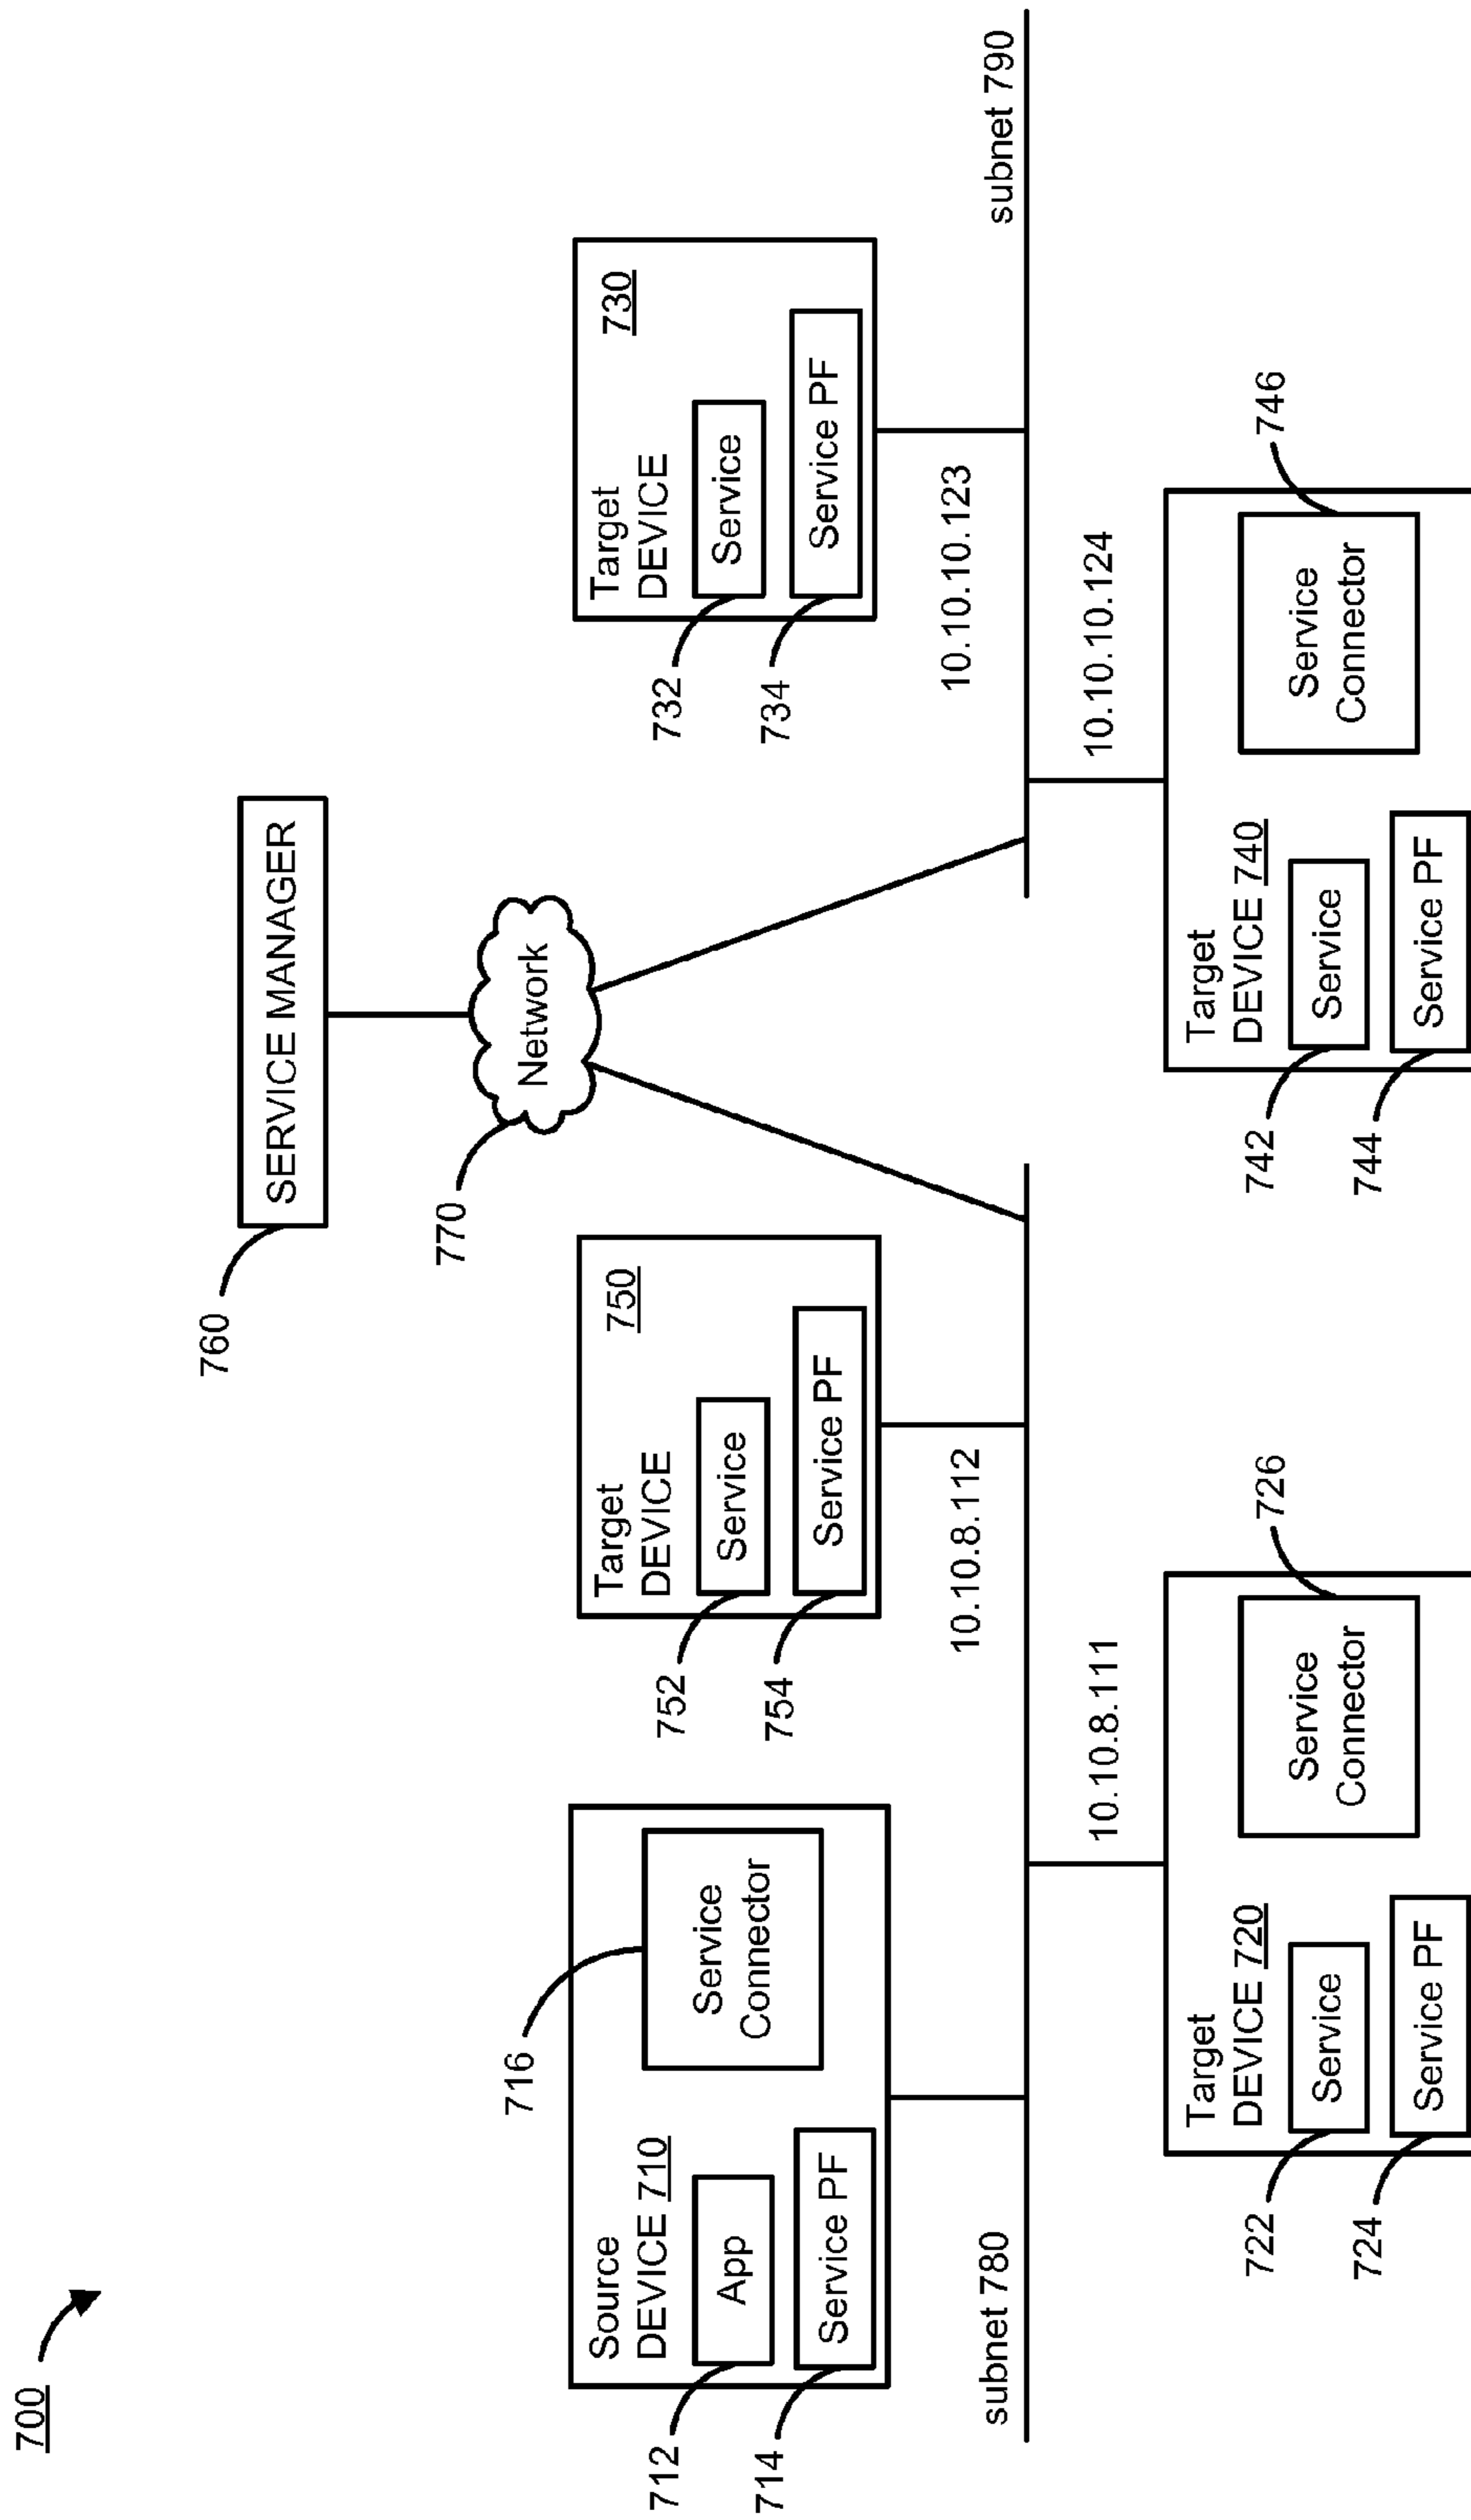 700
760
SERVICE MANAGER
770
Network
716
Source
DEVICE 710
Service
Connector
712
App
714
Service PF
Target
DEVICE
750
752
Service
754
Service PF
Target
DEVICE
730
732
Service
734
Service PF
subnet 780
10.10.8.112
10.10.10.123
subnet 790
10.10.8.111
10.10.10.124
Target
DEVICE 720
726
Service
Connector
722
Service
724
Service PF
Target
DEVICE 740
746
Service
Connector
742
Service
744
Service PF